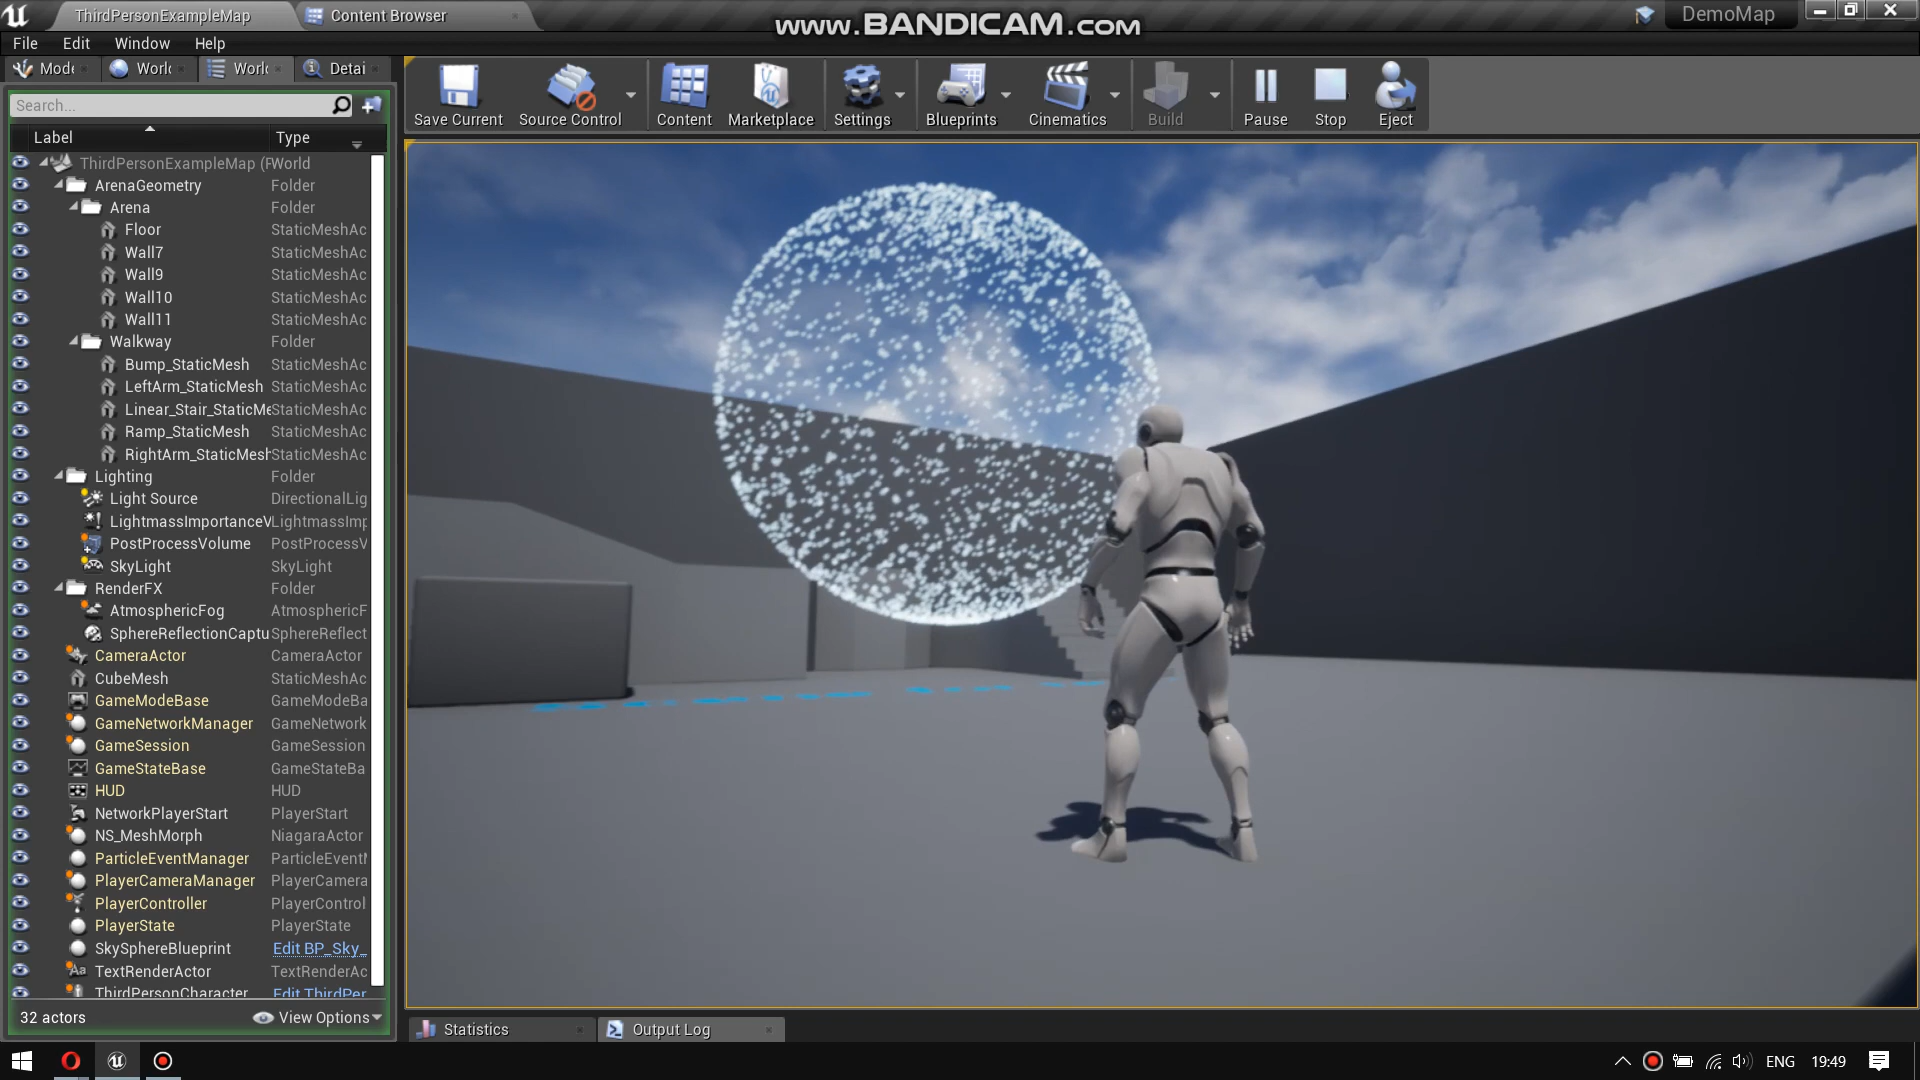 ThirdPersonExampleMap
Content Browser
www.BANDICAM.com
DemoMap
File Edit Window Help
Mode Worl Worl Detai
Search...
Save Current Source Control Content Marketplace Settings Blueprints Cinematics Build Pause Stop Eject
Label Type
ThirdPersonExampleMap (F World
ArenaGeometry Folder
Arena Folder
Floor StaticMeshAc
Wall7 StaticMeshAc
Wall9 StaticMeshAc
Wall10 StaticMeshAc
Wall11 StaticMeshAc
Walkway Folder
Bump_StaticMesh StaticMeshAc
LeftArm_StaticMesh StaticMeshAc
Linear_Stair_StaticMe StaticMeshAc
Ramp_StaticMesh StaticMeshAc
RightArm_StaticMesh StaticMeshAc
Lighting Folder
Light Source DirectionalLig
LightmassImportanceV LightmassImp
PostProcessVolume PostProcessV
SkyLight SkyLight
RenderFX Folder
AtmosphericFog AtmosphericF
SphereReflectionCaptu SphereReflect
CameraActor CameraActor
CubeMesh StaticMeshAc
GameModeBase GameModeBa
GameNetworkManager GameNetwork
GameSession GameSession
GameStateBase GameStateBa
HUD HUD
NetworkPlayerStart PlayerStart
NS_MeshMorph NiagaraActor
ParticleEventManager ParticleEventM
PlayerCameraManager PlayerCamera
PlayerController PlayerControl
PlayerState PlayerState
SkySphereBlueprint Edit BP_Sky_
TextRenderActor TextRenderAc
ThirdPersonCharacter Edit ThirdPer
32 actors View Options
Statistics Output Log
ENG 19:49